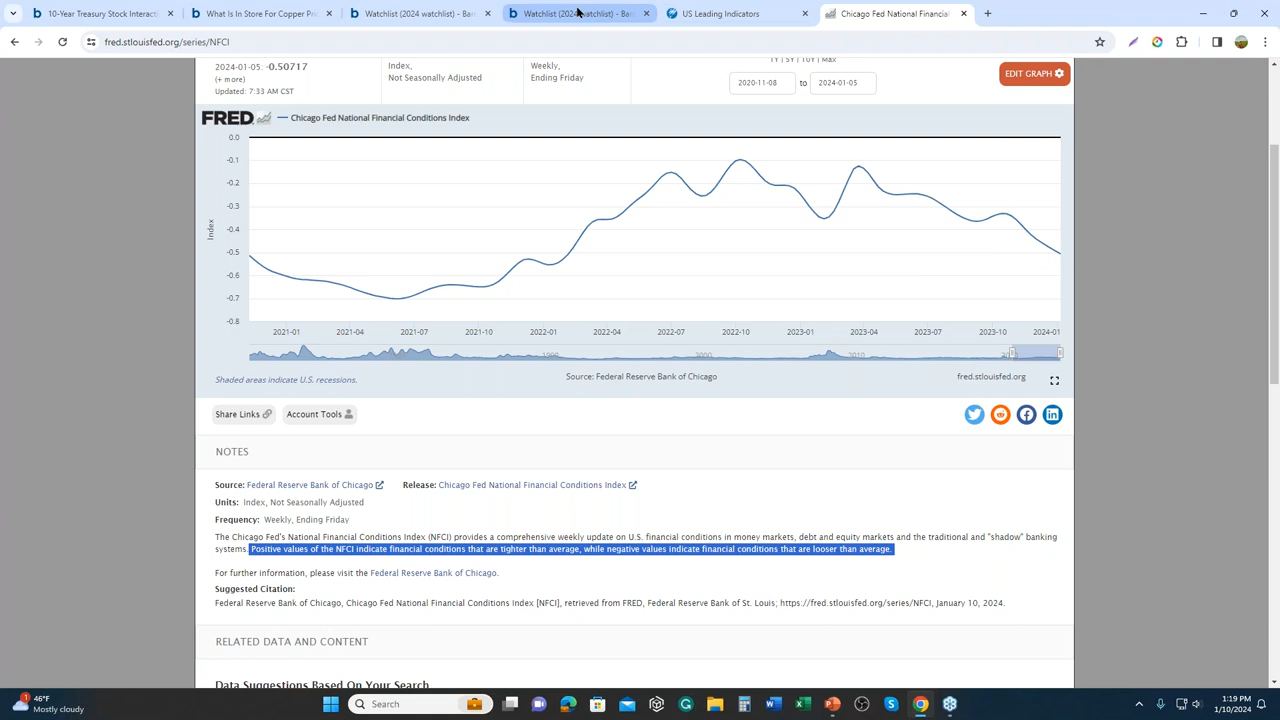 10-Year Treasury Stock Interacti
What Is In Store For Copper Pri
Watchlist (2024 watchlist) - Bar
Watchlist (2024 watchlist) - Bar
US Leading Indicators
Chicago Fed National Financial
fred.stlouisfed.org/series/NFCI
2024-01-05: -0.50717
(+ more)
Updated: 7:33 AM CST
Index,
Not Seasonally Adjusted
Weekly,
Ending Friday
1Y | 5Y | 10Y | Max
2020-11-08 to 2024-01-05
EDIT GRAPH
FRED
Chicago Fed National Financial Conditions Index
0.0
-0.1
-0.2
-0.3
-0.4
-0.5
-0.6
-0.7
-0.8
Index
2021-01 2021-04 2021-07 2021-10 2022-01 2022-04 2022-07 2022-10 2023-01 2023-04 2023-07 2023-10 2024-01
1990 2000 2010
Shaded areas indicate U.S. recessions.
Source: Federal Reserve Bank of Chicago
fred.stlouisfed.org
Share Links
Account Tools
NOTES
Source: Federal Reserve Bank of Chicago
Release: Chicago Fed National Financial Conditions Index
Units: Index, Not Seasonally Adjusted
Frequency: Weekly, Ending Friday
The Chicago Fed's National Financial Conditions Index (NFCI) provides a comprehensive weekly update on U.S. financial conditions in money markets, debt and equity markets and the traditional and "shadow" banking
systems. Positive values of the NFCI indicate financial conditions that are tighter than average, while negative values indicate financial conditions that are looser than average.
For further information, please visit the Federal Reserve Bank of Chicago.
Suggested Citation:
Federal Reserve Bank of Chicago, Chicago Fed National Financial Conditions Index [NFCI], retrieved from FRED, Federal Reserve Bank of St. Louis; https://fred.stlouisfed.org/series/NFCI, January 10, 2024.
RELATED DATA AND CONTENT
Data Suggestions Based On Your Search
1
46°F
Mostly cloudy
Search
1:19 PM
1/10/2024